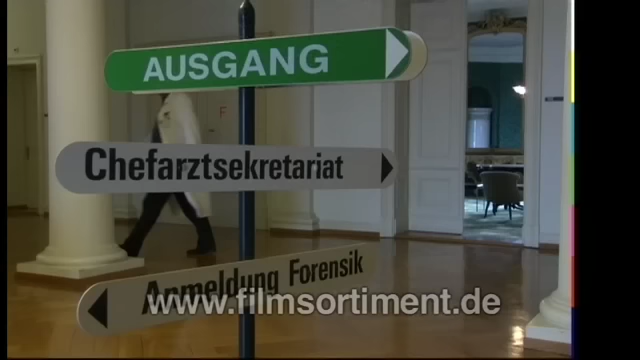 AUSGANG
Chefarztsekretariat
Anmeldung Forensik
www.filmsortiment.de
F